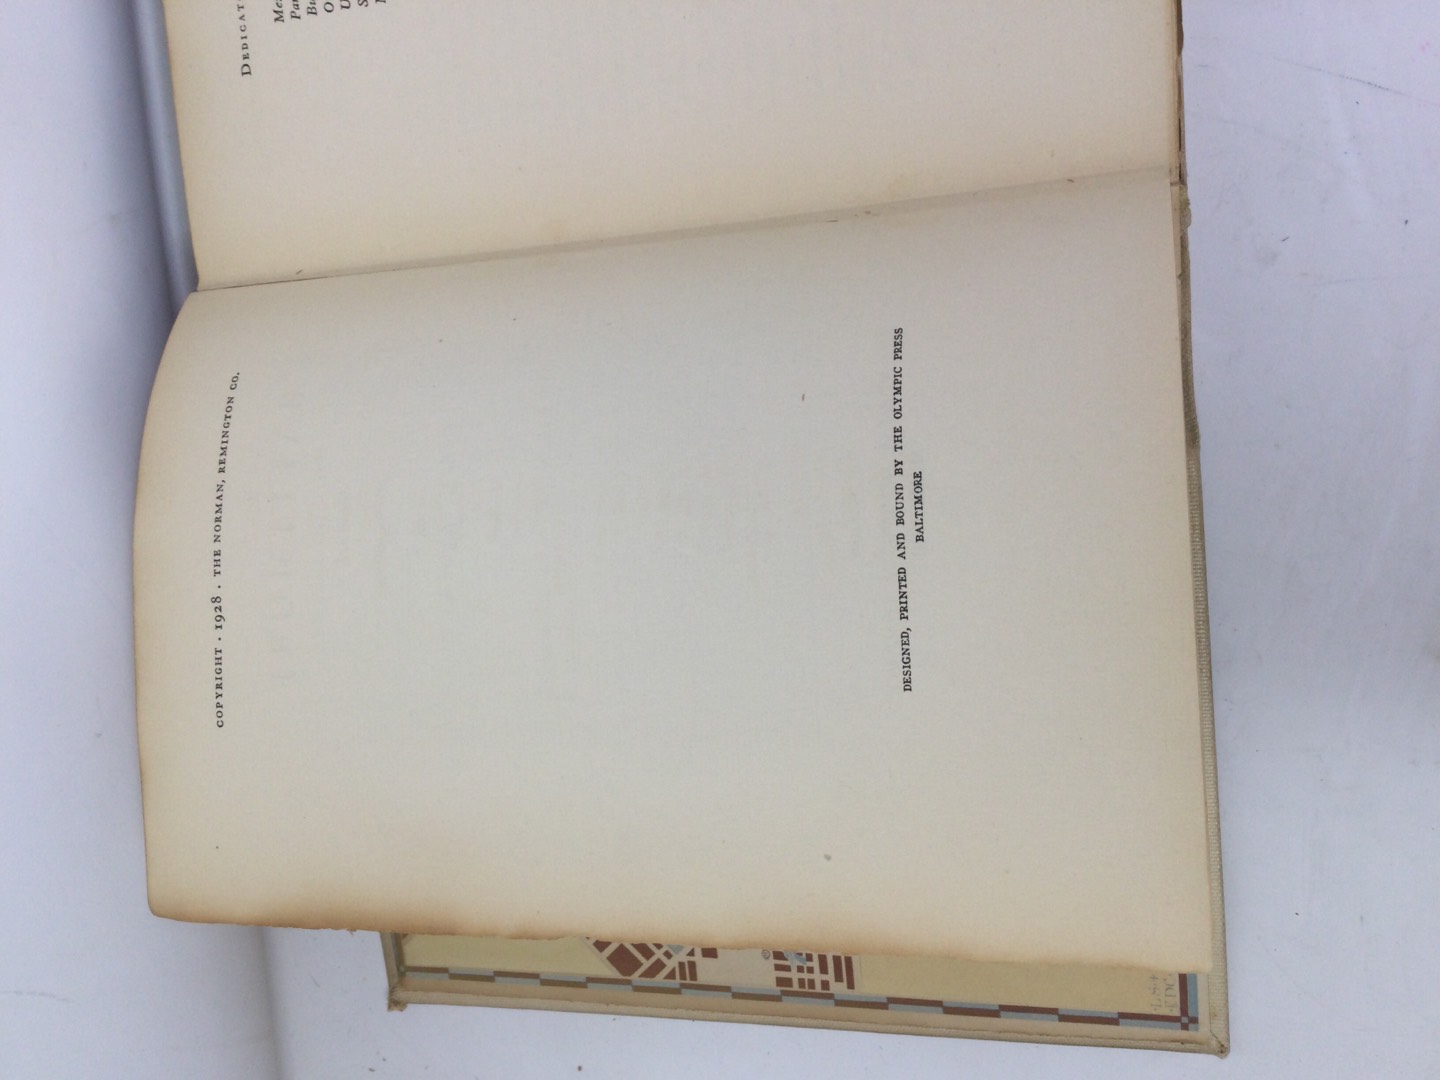 COPYRIGHT · 1928 · THE NORMAN, REMINGTON CO.
DESIGNED, PRINTED AND BOUND BY THE OLYMPIC PRESS
BALTIMORE